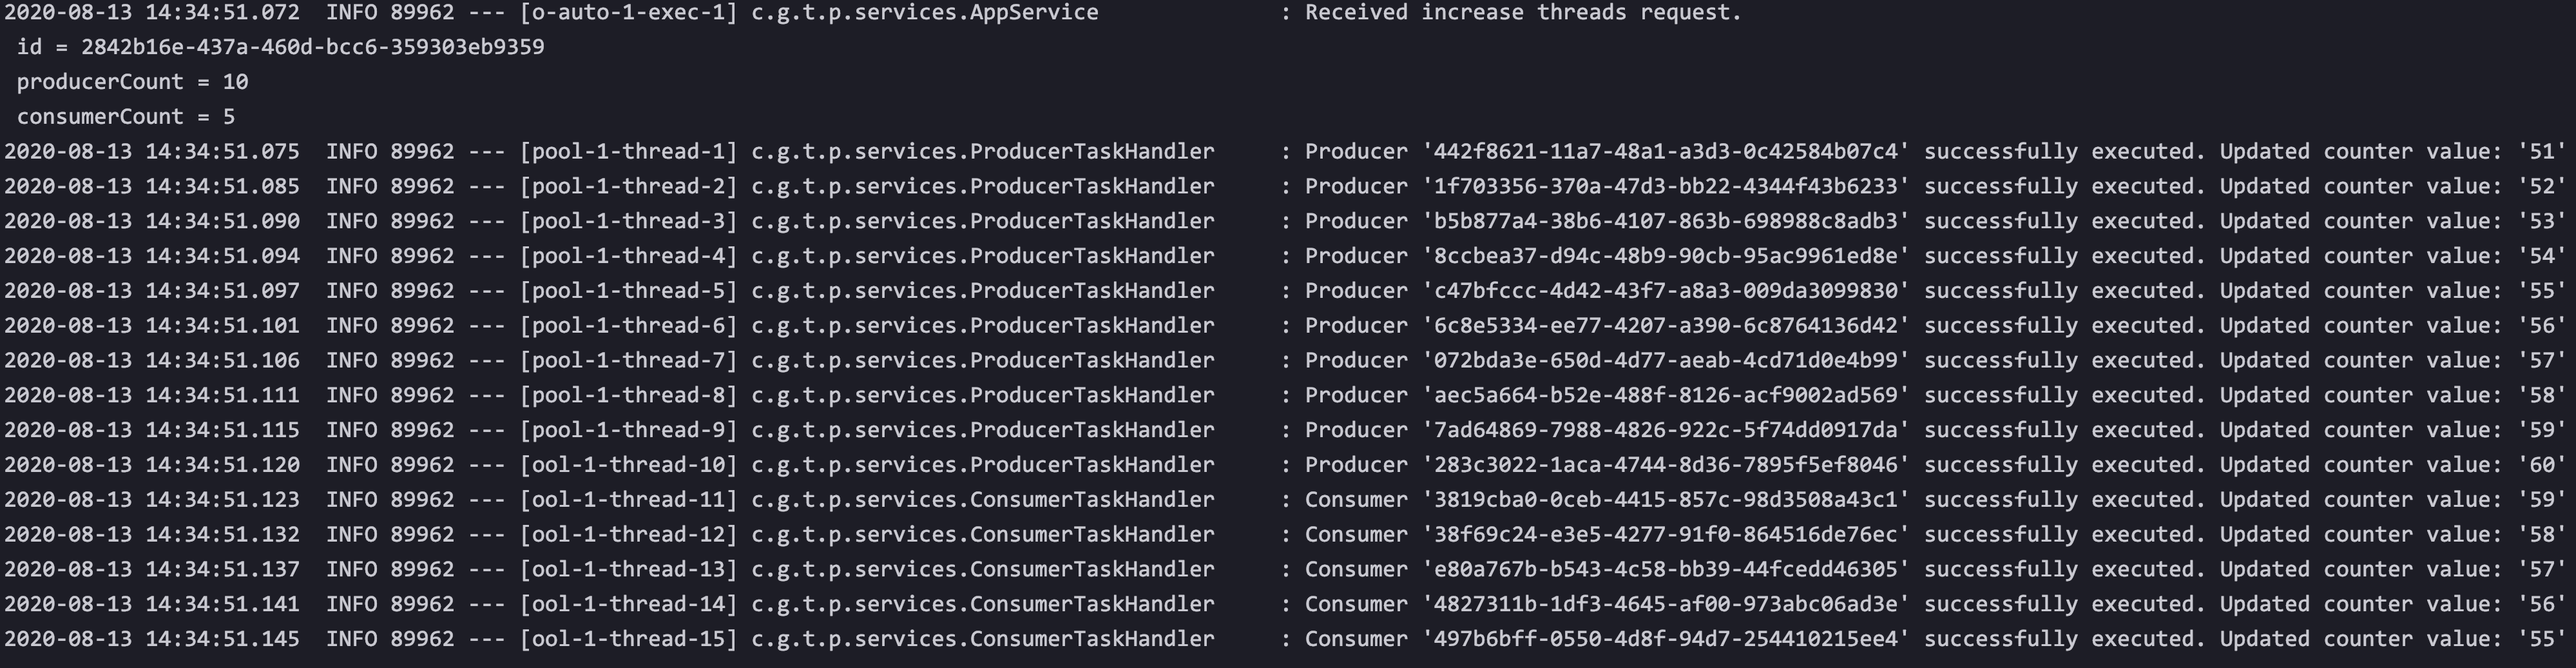 2020-08-13 14:34:51.072  INFO 89962 --- [o-auto-1-exec-1] c.g.t.p.services.AppService              : Received increase threads request.
 id = 2842b16e-437a-460d-bcc6-359303eb9359
 producerCount = 10
 consumerCount = 5
2020-08-13 14:34:51.075  INFO 89962 --- [pool-1-thread-1] c.g.t.p.services.ProducerTaskHandler     : Producer '442f8621-11a7-48a1-a3d3-0c42584b07c4' successfully executed. Updated counter value: '51'
2020-08-13 14:34:51.085  INFO 89962 --- [pool-1-thread-2] c.g.t.p.services.ProducerTaskHandler     : Producer '1f703356-370a-47d3-bb22-4344f43b6233' successfully executed. Updated counter value: '52'
2020-08-13 14:34:51.090  INFO 89962 --- [pool-1-thread-3] c.g.t.p.services.ProducerTaskHandler     : Producer 'b5b877a4-38b6-4107-863b-698988c8adb3' successfully executed. Updated counter value: '53'
2020-08-13 14:34:51.094  INFO 89962 --- [pool-1-thread-4] c.g.t.p.services.ProducerTaskHandler     : Producer '8ccbea37-d94c-48b9-90cb-95ac9961ed8e' successfully executed. Updated counter value: '54'
2020-08-13 14:34:51.097  INFO 89962 --- [pool-1-thread-5] c.g.t.p.services.ProducerTaskHandler     : Producer 'c47bfccc-4d42-43f7-a8a3-009da3099830' successfully executed. Updated counter value: '55'
2020-08-13 14:34:51.101  INFO 89962 --- [pool-1-thread-6] c.g.t.p.services.ProducerTaskHandler     : Producer '6c8e5334-ee77-4207-a390-6c8764136d42' successfully executed. Updated counter value: '56'
2020-08-13 14:34:51.106  INFO 89962 --- [pool-1-thread-7] c.g.t.p.services.ProducerTaskHandler     : Producer '072bda3e-650d-4d77-aeab-4cd71d0e4b99' successfully executed. Updated counter value: '57'
2020-08-13 14:34:51.111  INFO 89962 --- [pool-1-thread-8] c.g.t.p.services.ProducerTaskHandler     : Producer 'aec5a664-b52e-488f-8126-acf9002ad569' successfully executed. Updated counter value: '58'
2020-08-13 14:34:51.115  INFO 89962 --- [pool-1-thread-9] c.g.t.p.services.ProducerTaskHandler     : Producer '7ad64869-7988-4826-922c-5f74dd0917da' successfully executed. Updated counter value: '59'
2020-08-13 14:34:51.120  INFO 89962 --- [ool-1-thread-10] c.g.t.p.services.ProducerTaskHandler     : Producer '283c3022-1aca-4744-8d36-7895f5ef8046' successfully executed. Updated counter value: '60'
2020-08-13 14:34:51.123  INFO 89962 --- [ool-1-thread-11] c.g.t.p.services.ConsumerTaskHandler     : Consumer '3819cba0-0ceb-4415-857c-98d3508a43c1' successfully executed. Updated counter value: '59'
2020-08-13 14:34:51.132  INFO 89962 --- [ool-1-thread-12] c.g.t.p.services.ConsumerTaskHandler     : Consumer '38f69c24-e3e5-4277-91f0-864516de76ec' successfully executed. Updated counter value: '58'
2020-08-13 14:34:51.137  INFO 89962 --- [ool-1-thread-13] c.g.t.p.services.ConsumerTaskHandler     : Consumer 'e80a767b-b543-4c58-bb39-44fcedd46305' successfully executed. Updated counter value: '57'
2020-08-13 14:34:51.141  INFO 89962 --- [ool-1-thread-14] c.g.t.p.services.ConsumerTaskHandler     : Consumer '4827311b-1df3-4645-af00-973abc06ad3e' successfully executed. Updated counter value: '56'
2020-08-13 14:34:51.145  INFO 89962 --- [ool-1-thread-15] c.g.t.p.services.ConsumerTaskHandler     : Consumer '497b6bff-0550-4d8f-94d7-254410215ee4' successfully executed. Updated counter value: '55'